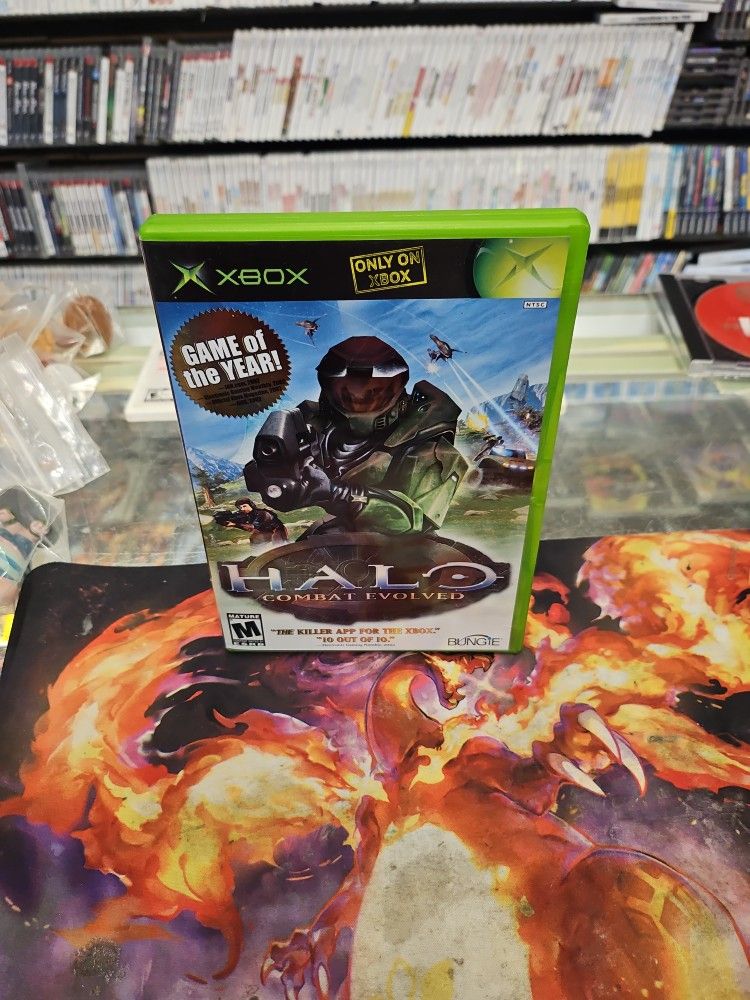 XBOX
ONLY ON
XBOX
NTSC
GAME of
the YEAR!
HALO
COMBAT EVOLVED
MATURE
M
"THE KILLER APP FOR THE XBOX."
"10 OUT OF 10."
BUNGIE